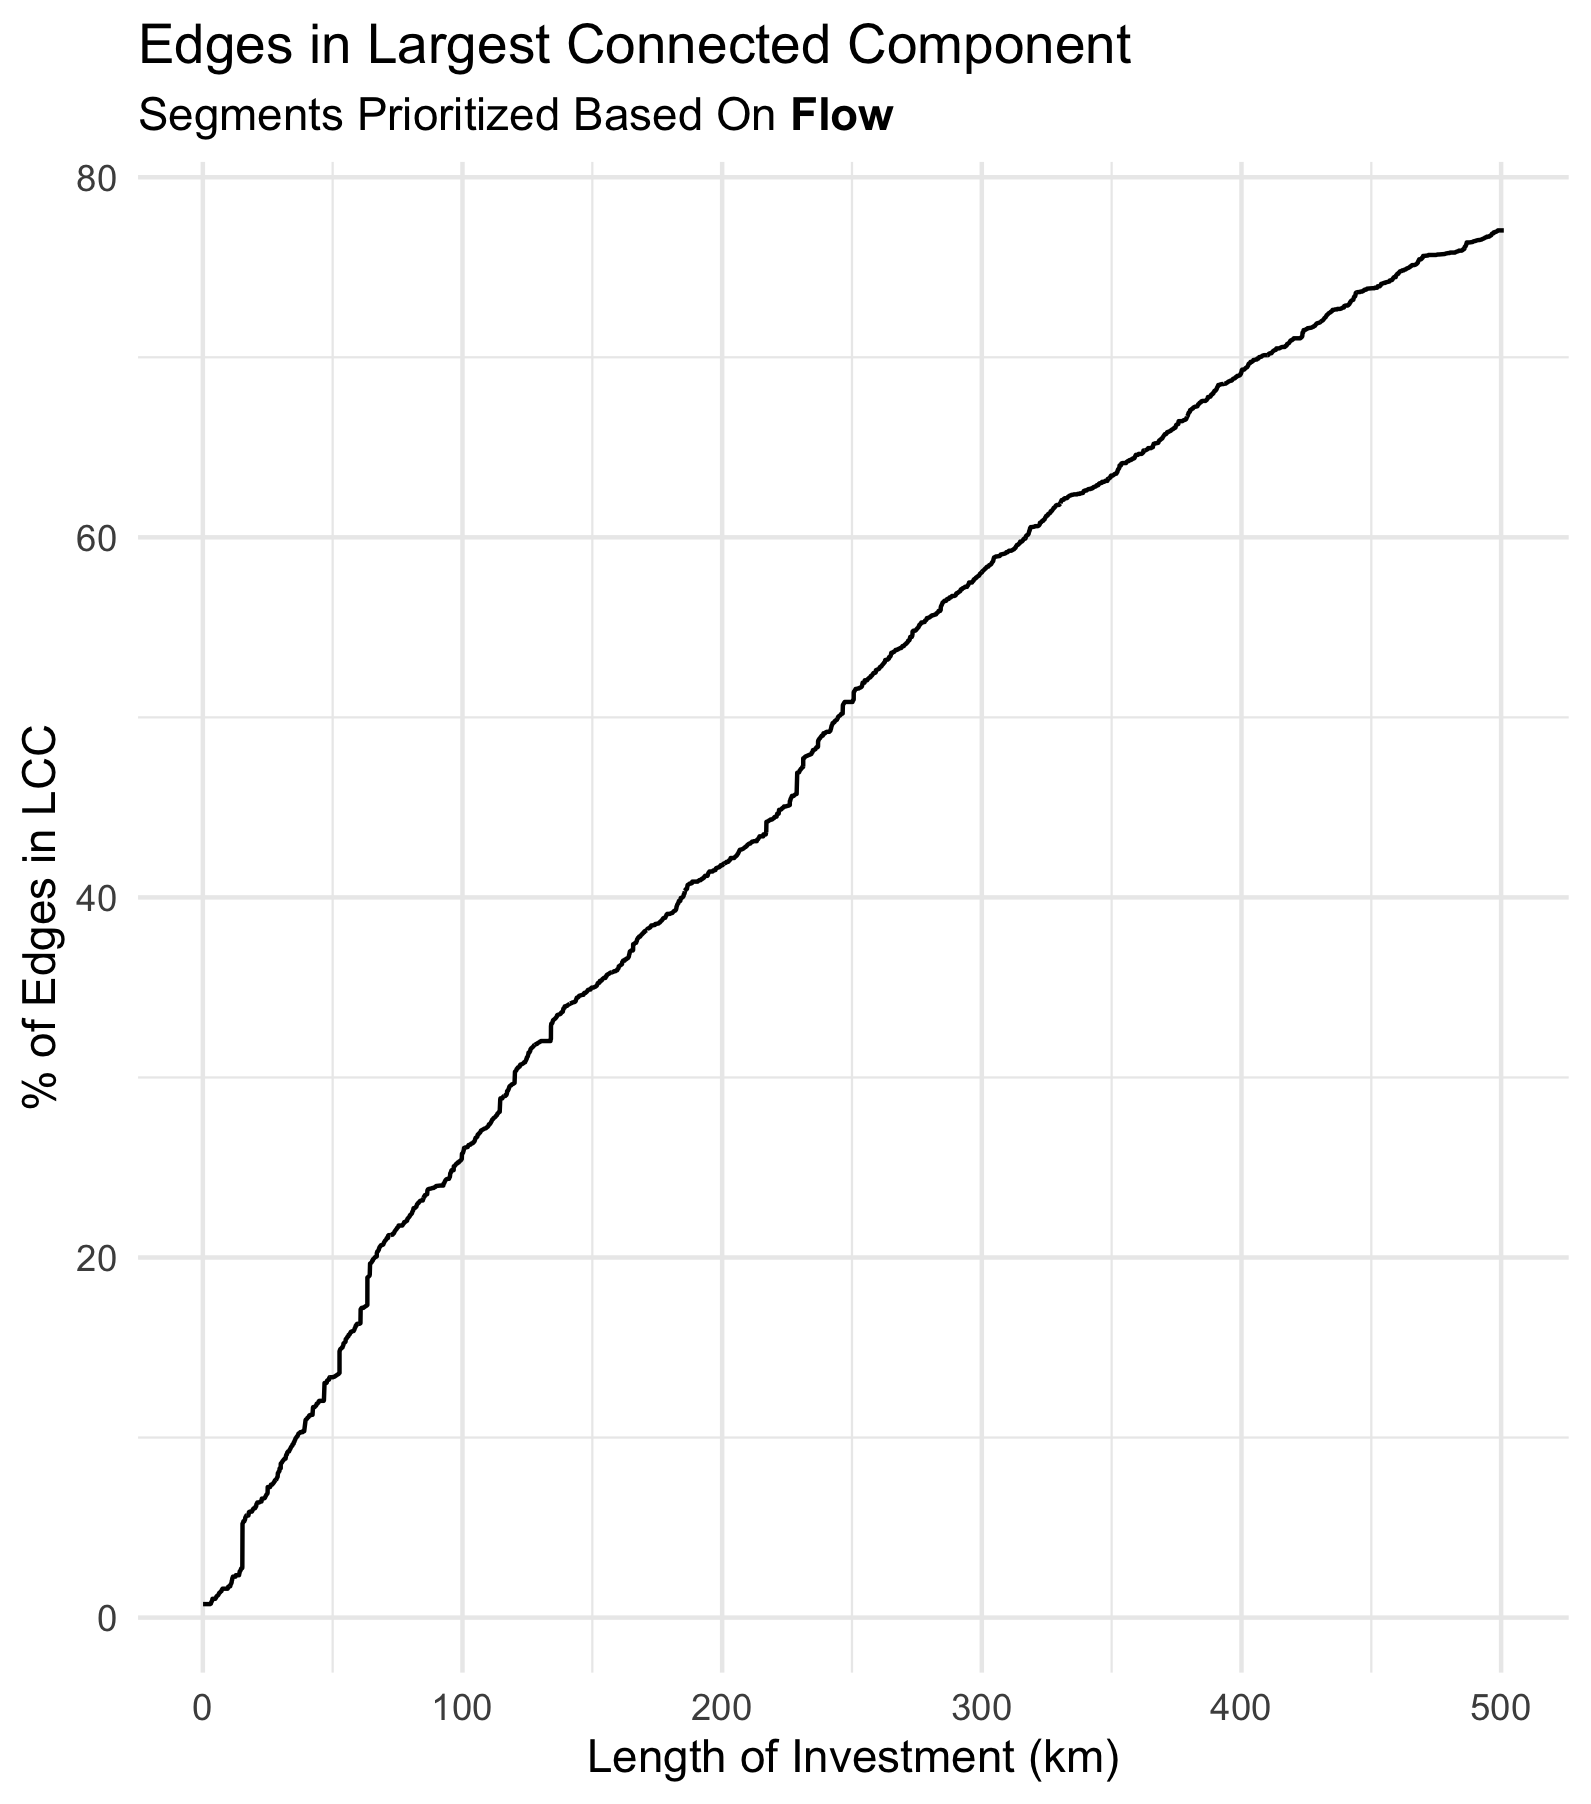 Edges in Largest Connected Component
Segments Prioritized Based On Flow
80
60
40
20
0
% of Edges in LCC
0 100 200 300 400 500
Length of Investment (km)